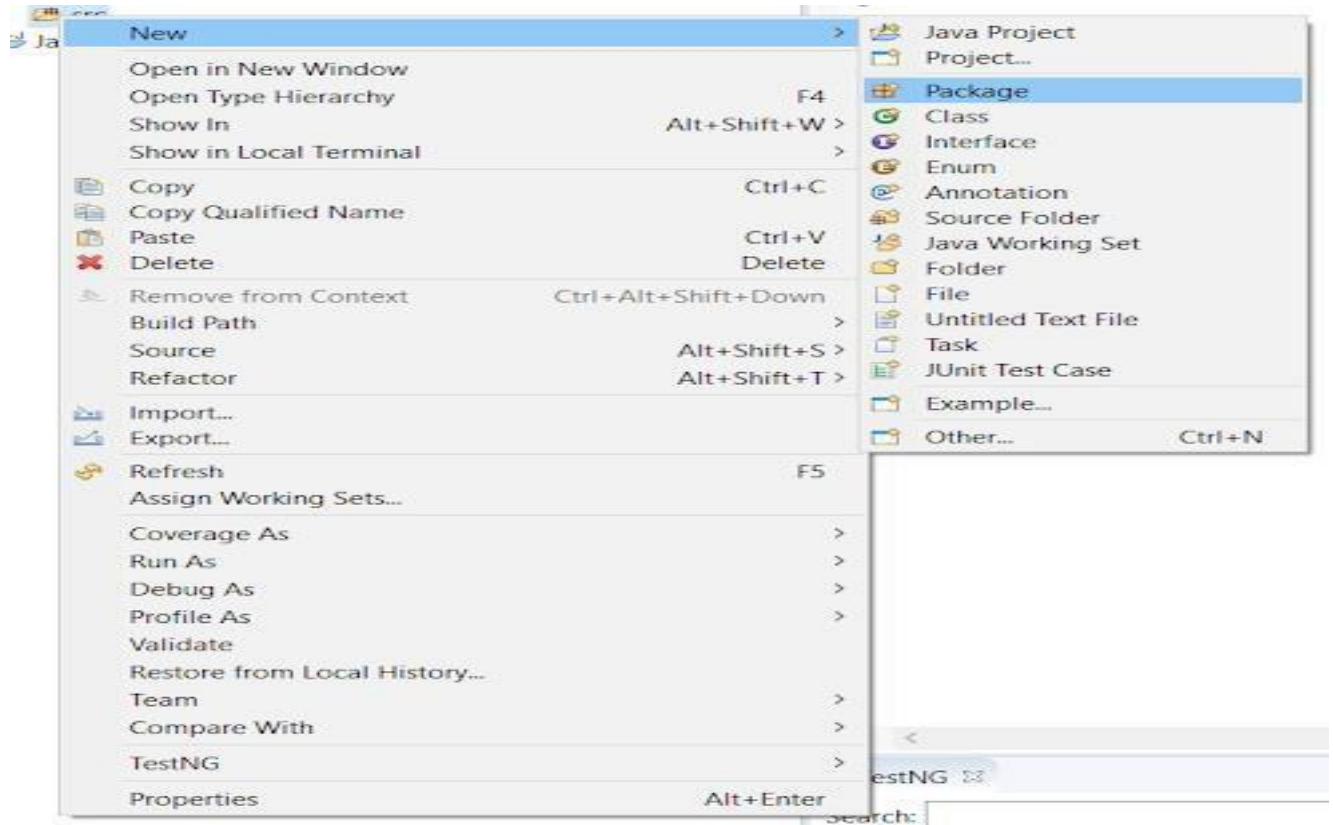 src
Ja
New >
Open in New Window
Open Type Hierarchy F4
Show In Alt+Shift+W >
Show in Local Terminal >
Copy Ctrl+C
Copy Qualified Name
Paste Ctrl+V
Delete Delete
Remove from Context Ctrl+Alt+Shift+Down
Build Path >
Source Alt+Shift+S >
Refactor Alt+Shift+T >
Import...
Export...
Refresh F5
Assign Working Sets...
Coverage As >
Run As >
Debug As >
Profile As >
Validate
Restore from Local History...
Team >
Compare With >
TestNG >
Properties Alt+Enter
Java Project
Project...
Package
Class
Interface
Enum
Annotation
Source Folder
Java Working Set
Folder
File
Untitled Text File
Task
JUnit Test Case
Example...
Other... Ctrl+N
estNG
Search: